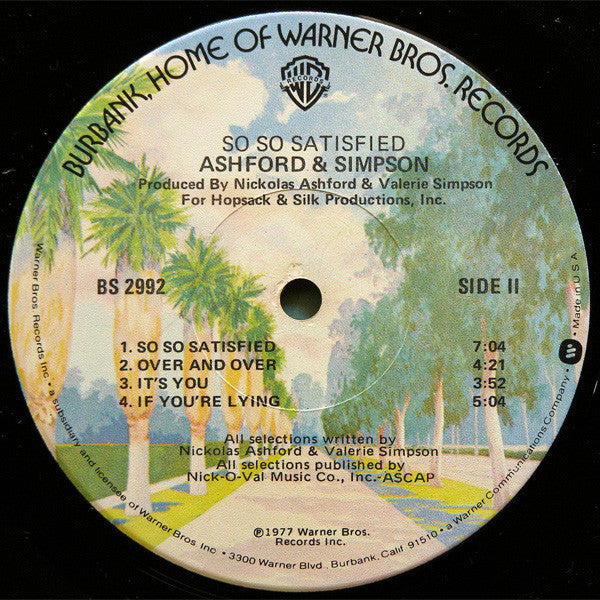 BURBANK, HOME OF WARNER BROS. RECORDS
WB
RECORDS
SO SO SATISFIED
ASHFORD & SIMPSON
Produced By Nickolas Ashford & Valerie Simpson
For Hopsack & Silk Productions, Inc.
BS 2992
SIDE II
1. SO SO SATISFIED 7:04
2. OVER AND OVER 4:21
3. IT'S YOU 3:52
4. IF YOU'RE LYING 5:04
All selections written by
Nickolas Ashford & Valerie Simpson
All selections published by
Nick-O-Val Music Co., Inc.-ASCAP
℗1977 Warner Bros.
Records Inc.
Warner Bros. Records Inc. • a subsidiary and licensee of Warner Bros. Inc. • 3300 Warner Blvd., Burbank, Calif. 91510 • a Warner Communications Company • Made in U.S.A.